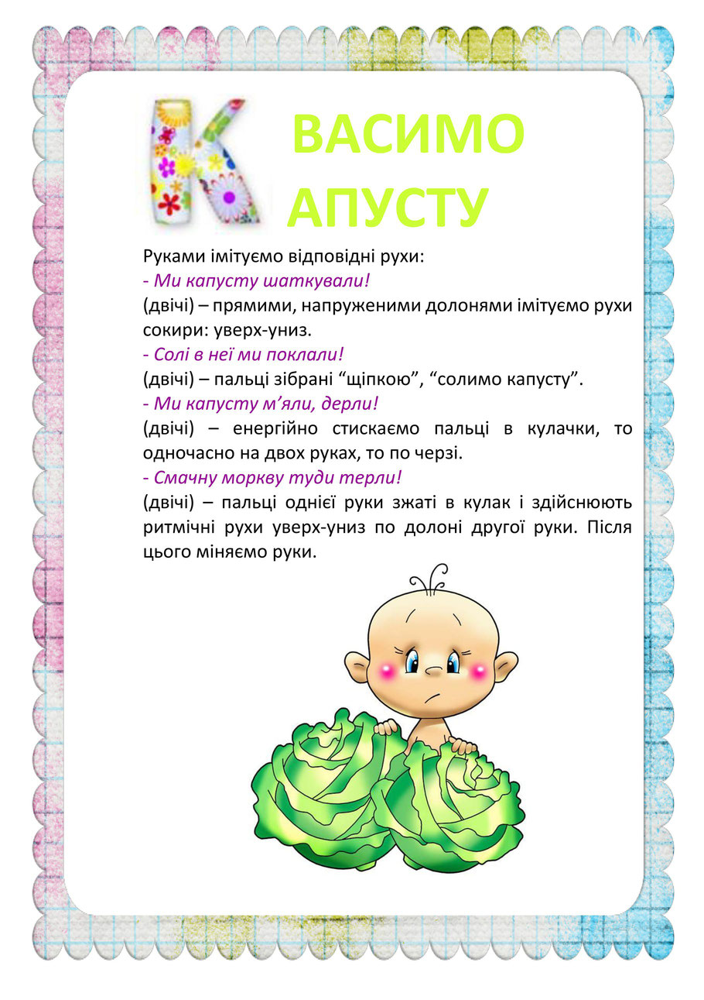 КВАСИМО
КАПУСТУ
Руками імітуємо відповідні рухи:
- Ми капусту шаткували!
(двічі) – прямими, напруженими долонями імітуємо рухи
сокири: уверх-униз.
- Солі в неї ми поклали!
(двічі) – пальці зібрані “щіпкою”, “солимо капусту”.
- Ми капусту м’яли, дерли!
(двічі) – енергійно стискаємо пальці в кулачки, то
одночасно на двох руках, то по черзі.
- Смачну моркву туди терли!
(двічі) – пальці однієї руки зжаті в кулак і здійснюють
ритмічні рухи уверх-униз по долоні другої руки. Після
цього міняємо руки.